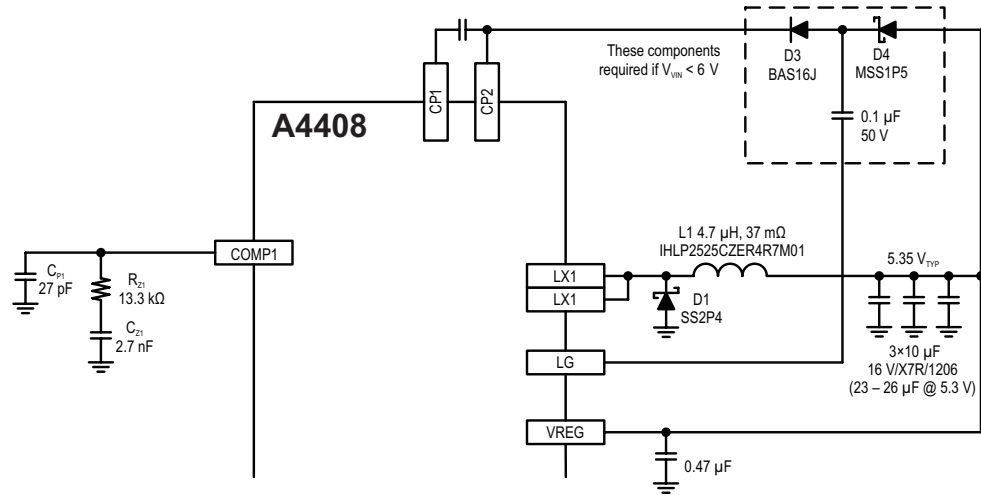 These components
required if V_VIN < 6 V
D3
BAS16J
D4
MSS1P5
CP1
CP2
A4408
0.1 µF
50 V
COMP1
L1 4.7 µH, 37 mΩ
IHLP2525CZER4R7M01
5.35 V_TYP
C_P1
27 pF
R_Z1
13.3 kΩ
C_Z1
2.7 nF
LX1
LX1
D1
SS2P4
LG
3×10 µF
16 V/X7R/1206
(23 – 26 µF @ 5.3 V)
VREG
0.47 µF